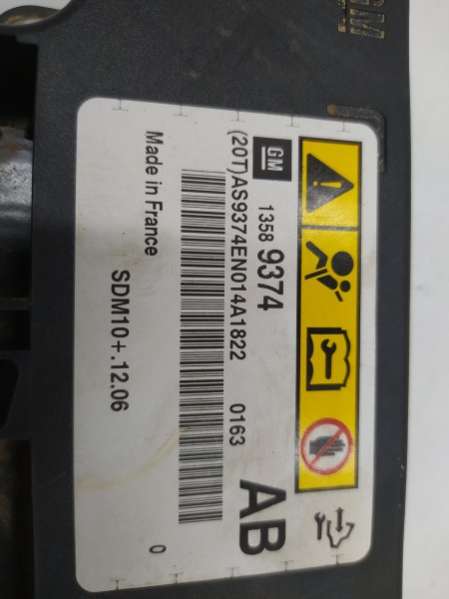 GM
1358 9374 AB
(20T)AS9374EN014A1822 0163
Made in France
SDM10+.12.06 0